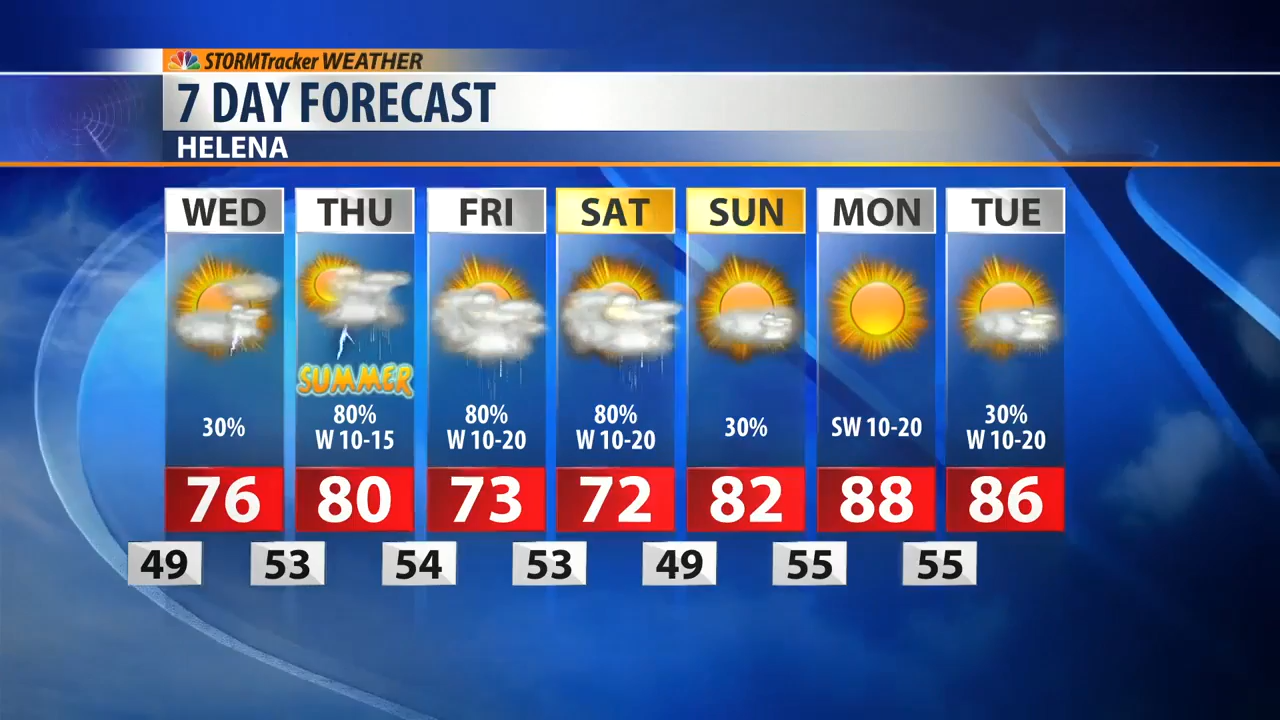 STORMTracker WEATHER
7 DAY FORECAST
HELENA
WED THU FRI SAT SUN MON TUE
SUMMER
30% 80% 80% 80% 30% SW 10-20 30%
W 10-15 W 10-20 W 10-20 W 10-20
76 80 73 72 82 88 86
49 53 54 53 49 55 55